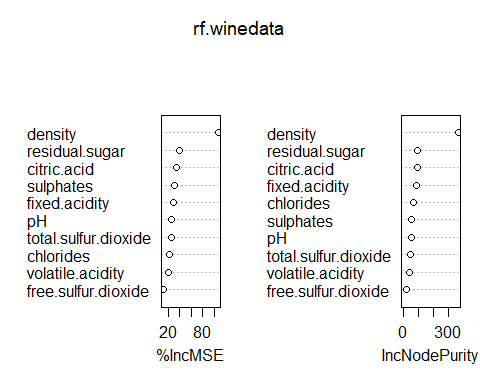 rf.winedata
density
residual.sugar
citric.acid
sulphates
fixed.acidity
pH
total.sulfur.dioxide
chlorides
volatile.acidity
free.sulfur.dioxide
20 80
%IncMSE
density
residual.sugar
citric.acid
fixed.acidity
chlorides
sulphates
pH
total.sulfur.dioxide
volatile.acidity
free.sulfur.dioxide
0 300
IncNodePurity